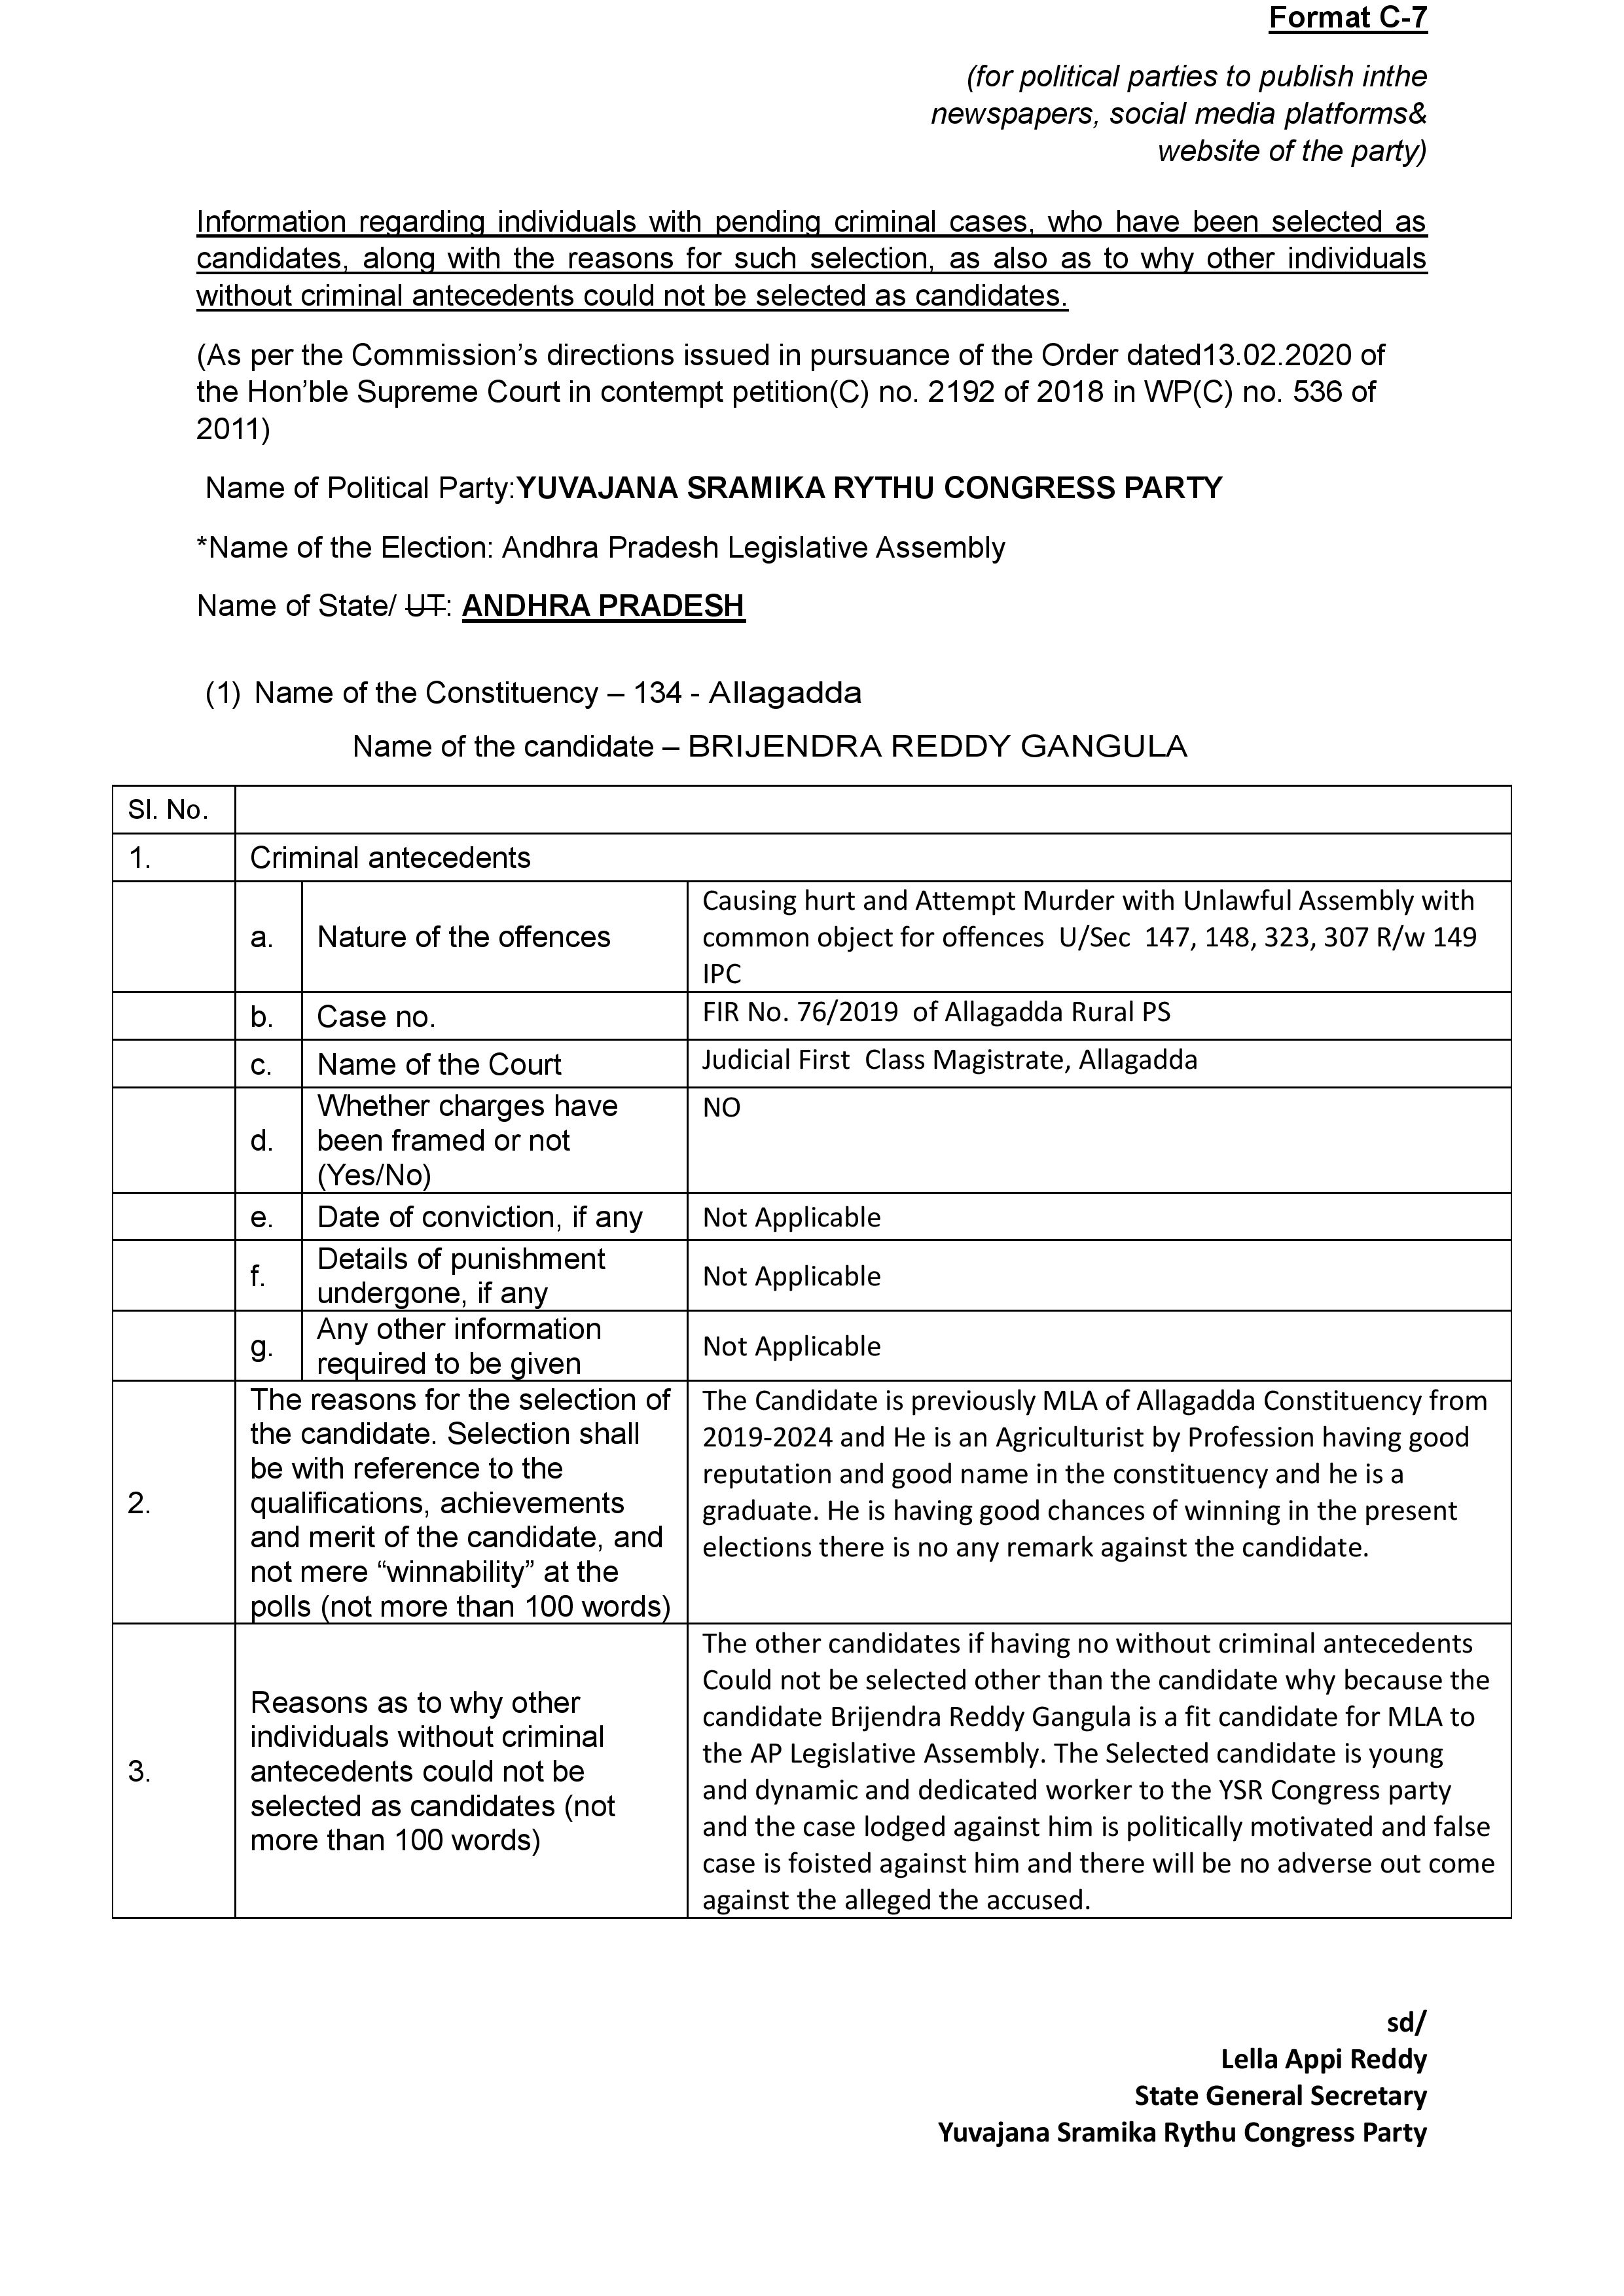 Format C-7
(for political parties to publish inthe
newspapers, social media platforms&
website of the party)
Information regarding individuals with pending criminal cases, who have been selected as
candidates, along with the reasons for such selection, as also as to why other individuals
without criminal antecedents could not be selected as candidates.
(As per the Commission’s directions issued in pursuance of the Order dated13.02.2020 of
the Hon’ble Supreme Court in contempt petition(C) no. 2192 of 2018 in WP(C) no. 536 of
2011)
Name of Political Party:YUVAJANA SRAMIKA RYTHU CONGRESS PARTY
*Name of the Election: Andhra Pradesh Legislative Assembly
Name of State/ UT: ANDHRA PRADESH
(1) Name of the Constituency – 134 - Allagadda
Name of the candidate – BRIJENDRA REDDY GANGULA
Sl. No.
1. Criminal antecedents
a. Nature of the offences
Causing hurt and Attempt Murder with Unlawful Assembly with
common object for offences U/Sec 147, 148, 323, 307 R/w 149
IPC
b. Case no.
FIR No. 76/2019 of Allagadda Rural PS
c. Name of the Court
Judicial First Class Magistrate, Allagadda
d.
Whether charges have
been framed or not
(Yes/No)
NO
e. Date of conviction, if any
Not Applicable
f.
Details of punishment
undergone, if any
Not Applicable
g.
Any other information
required to be given
Not Applicable
2.
The reasons for the selection of
the candidate. Selection shall
be with reference to the
qualifications, achievements
and merit of the candidate, and
not mere “winnability” at the
polls (not more than 100 words)
The Candidate is previously MLA of Allagadda Constituency from
2019-2024 and He is an Agriculturist by Profession having good
reputation and good name in the constituency and he is a
graduate. He is having good chances of winning in the present
elections there is no any remark against the candidate.
3.
Reasons as to why other
individuals without criminal
antecedents could not be
selected as candidates (not
more than 100 words)
The other candidates if having no without criminal antecedents
Could not be selected other than the candidate why because the
candidate Brijendra Reddy Gangula is a fit candidate for MLA to
the AP Legislative Assembly. The Selected candidate is young
and dynamic and dedicated worker to the YSR Congress party
and the case lodged against him is politically motivated and false
case is foisted against him and there will be no adverse out come
against the alleged the accused.
sd/
Lella Appi Reddy
State General Secretary
Yuvajana Sramika Rythu Congress Party